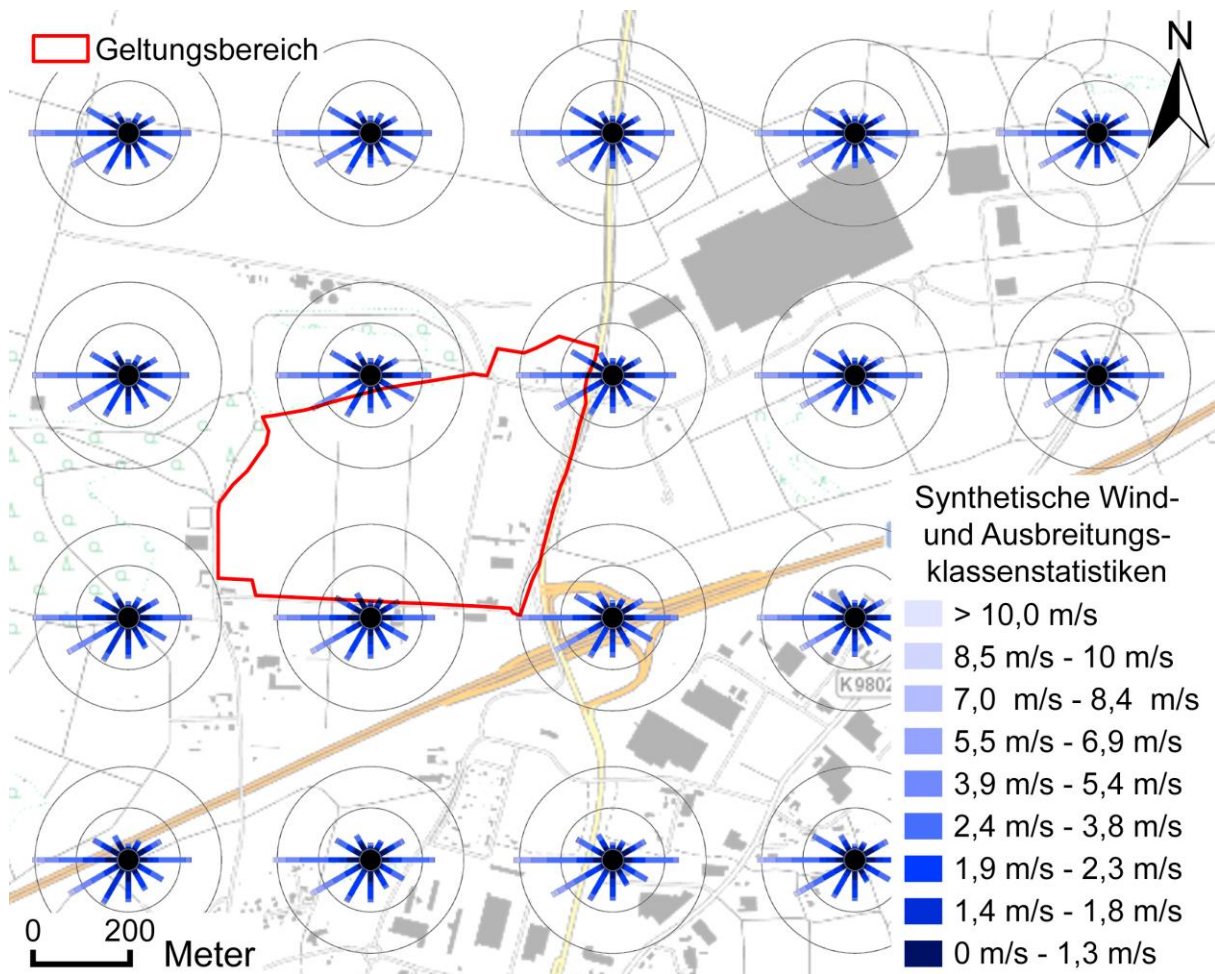 Geltungsbereich
N
Synthetische Wind-
und Ausbreitungs-
klassenstatistiken
> 10,0 m/s
8,5 m/s - 10 m/s
7,0 m/s - 8,4 m/s
5,5 m/s - 6,9 m/s
3,9 m/s - 5,4 m/s
2,4 m/s - 3,8 m/s
1,9 m/s - 2,3 m/s
1,4 m/s - 1,8 m/s
0 m/s - 1,3 m/s
K 9802
0 200 Meter